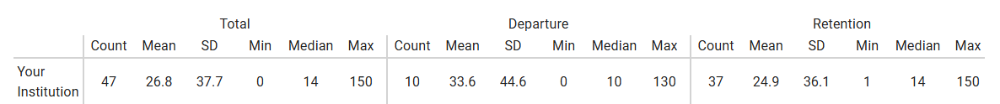 Total Departure Retention
Count Mean SD Min Median Max Count Mean SD Min Median Max Count Mean SD Min Median Max
Your Institution 47 26.8 37.7 0 14 150 10 33.6 44.6 0 10 130 37 24.9 36.1 1 14 150